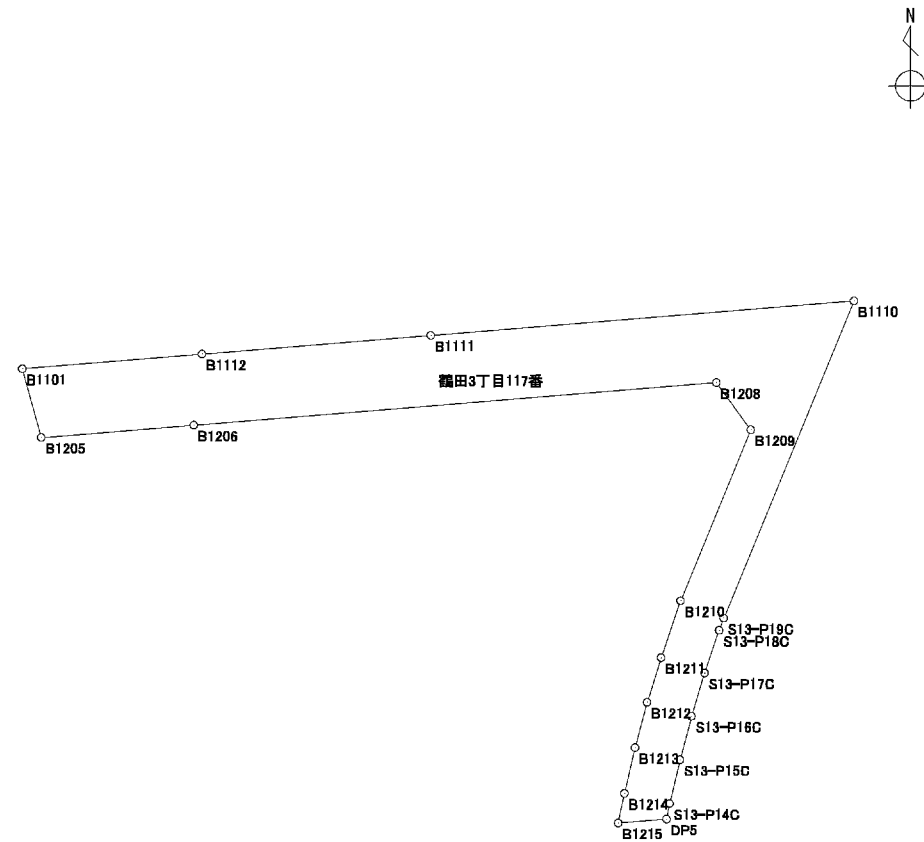 N
B1110
B1111
B1112
B1101
鶴田3丁目117番
B1208
B1206
B1209
B1205
B1210
S13-P19C
S13-P18C
B1211
S13-P17C
B1212
S13-P16C
B1213
S13-P15C
B1214
S13-P14C
B1215
DP5